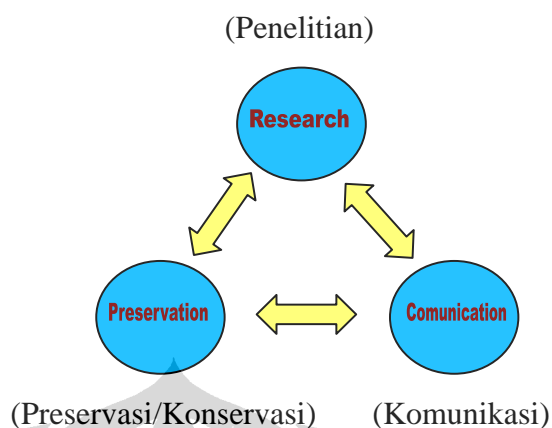 (Penelitian)
Research
Preservation
Comunication
(Preservasi/Konservasi)
(Komunikasi)